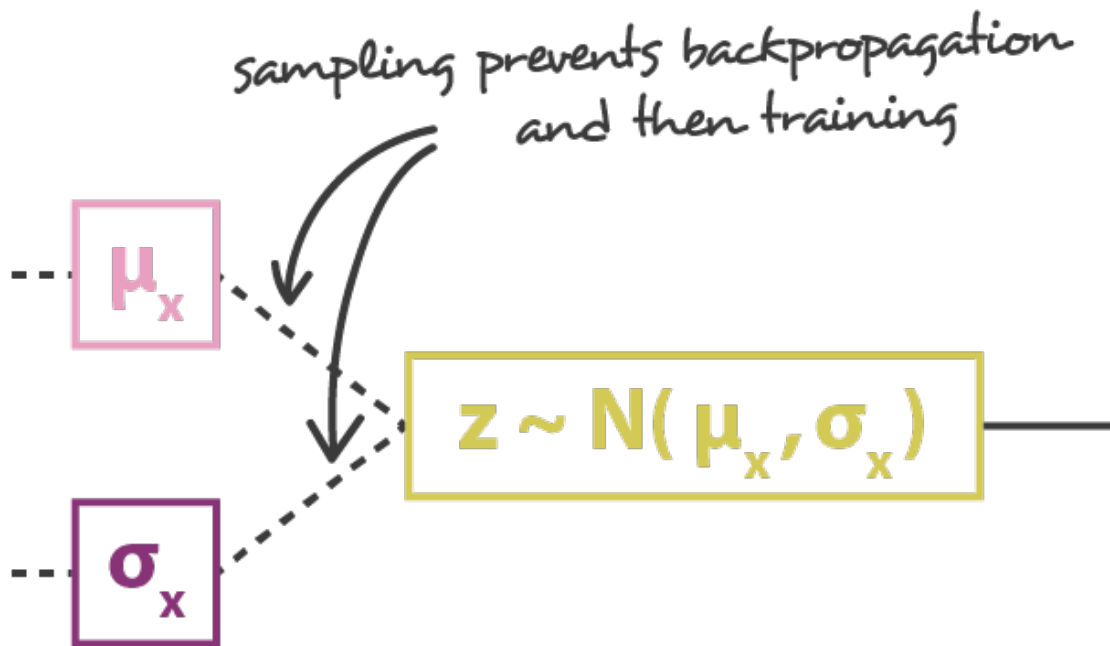 sampling prevents backpropagation
and then training
μₓ
z ~ N( μₓ, σₓ )
σₓ